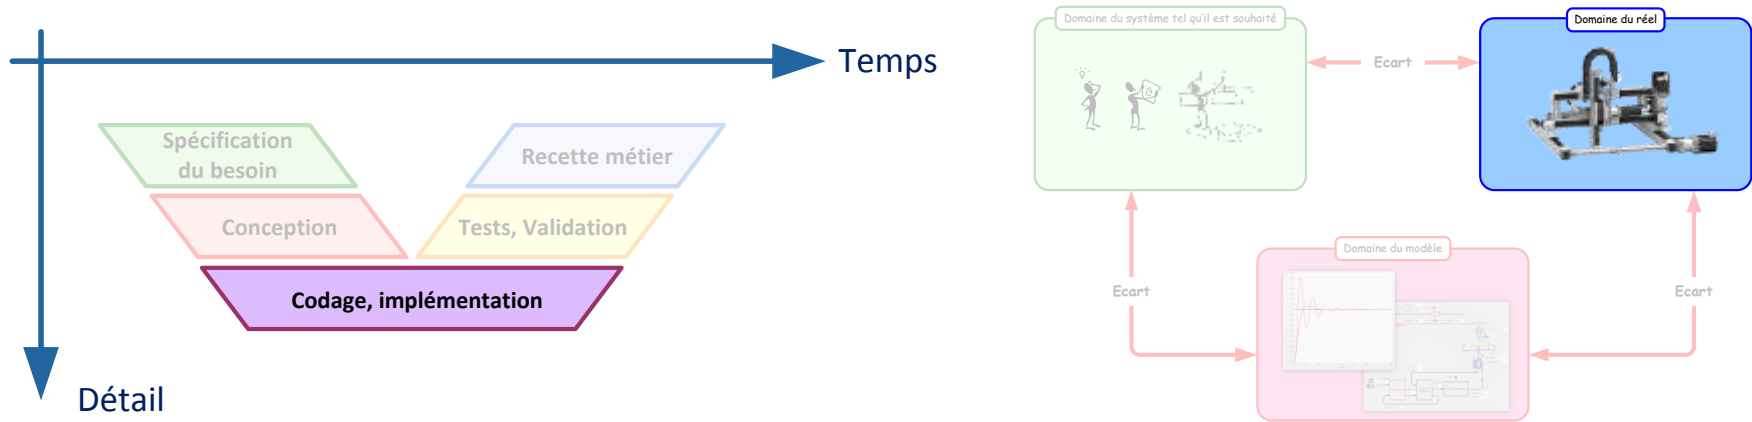 Temps
Détail
Spécification
du besoin
Recette métier
Conception
Tests, Validation
Codage, implémentation
Domaine du système tel qu'il est souhaité
Domaine du réel
Ecart
Domaine du modèle
Ecart
Ecart